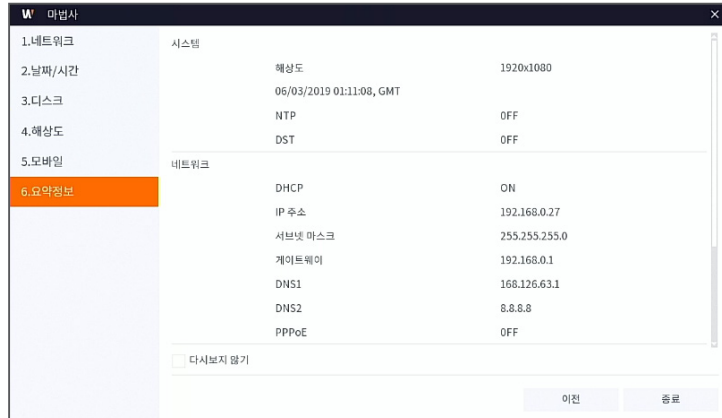 W 마법사
1.네트워크
2.날짜/시간
3.디스크
4.해상도
5.모바일
6.요약정보
시스템
해상도 1920x1080
06/03/2019 01:11:08, GMT
NTP OFF
DST OFF
네트워크
DHCP ON
IP 주소 192.168.0.27
서브넷 마스크 255.255.255.0
게이트웨이 192.168.0.1
DNS1 168.126.63.1
DNS2 8.8.8.8
PPPoE OFF
다시보지 않기
이전 종료